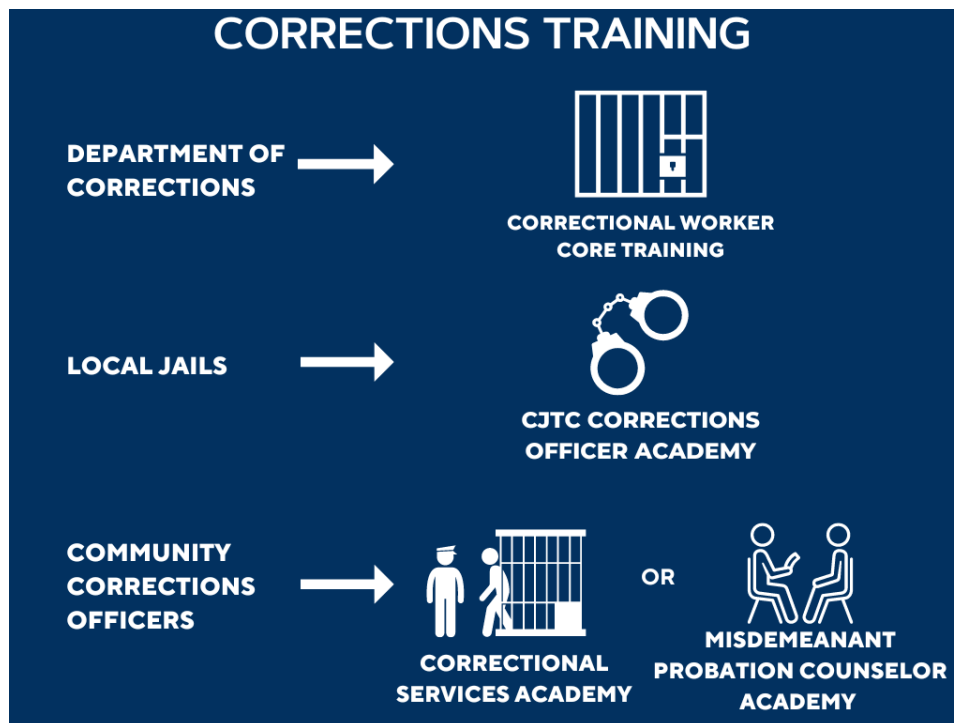 CORRECTIONS TRAINING
DEPARTMENT OF
CORRECTIONS
CORRECTIONAL WORKER
CORE TRAINING
LOCAL JAILS
CJTC CORRECTIONS
OFFICER ACADEMY
COMMUNITY
CORRECTIONS
OFFICERS
CORRECTIONAL
SERVICES ACADEMY
OR
MISDEMEANANT
PROBATION COUNSELOR
ACADEMY